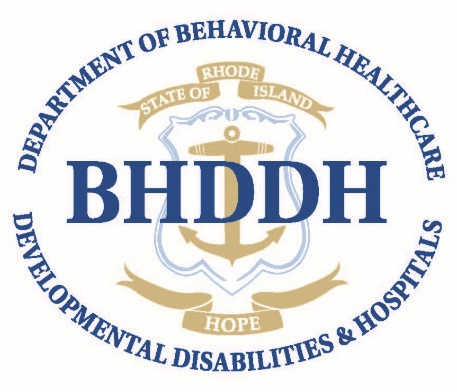 DEPARTMENT OF BEHAVIORAL HEALTHCARE
STATE OF RHODE ISLAND
BHDDH
HOPE
DEVELOPMENTAL DISABILITIES & HOSPITALS